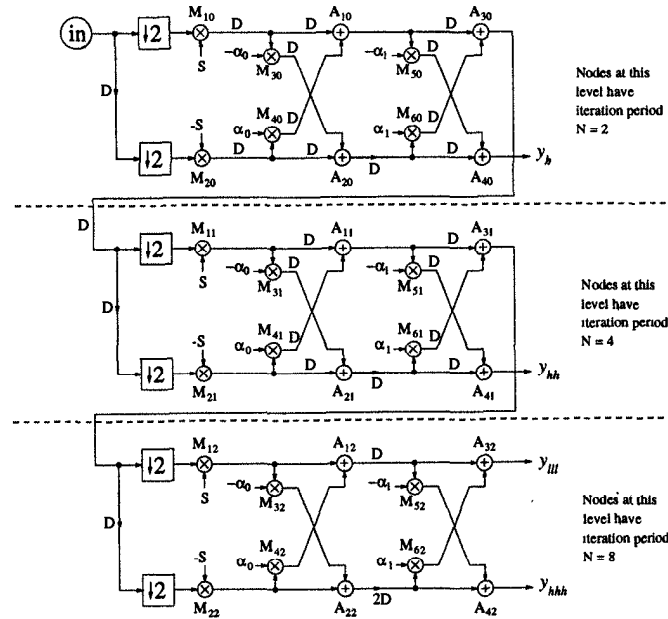 in
D
↓2
M10
S
D
−α0
M30
D
A10
D
−α1
M50
D
A30
D
-S
↓2
M20
D
α0
M40
D
D
A20
D
α1
M60
D
D
A40
yh
Nodes at this
level have
iteration period
N = 2
D
D
↓2
M11
S
−α0
M31
D
D
A11
−α1
M51
D
D
A31
-S
↓2
M21
α0
M41
D
D
A21
D
α1
M61
D
D
A41
yhh
Nodes at this
level have
iteration period
N = 4
D
↓2
M12
S
−α0
M32
A12
D
−α1
M52
A32
ylll
-S
↓2
M22
α0
M42
A22
2D
α1
M62
A42
yhhh
Nodes at this
level have
iteration period
N = 8